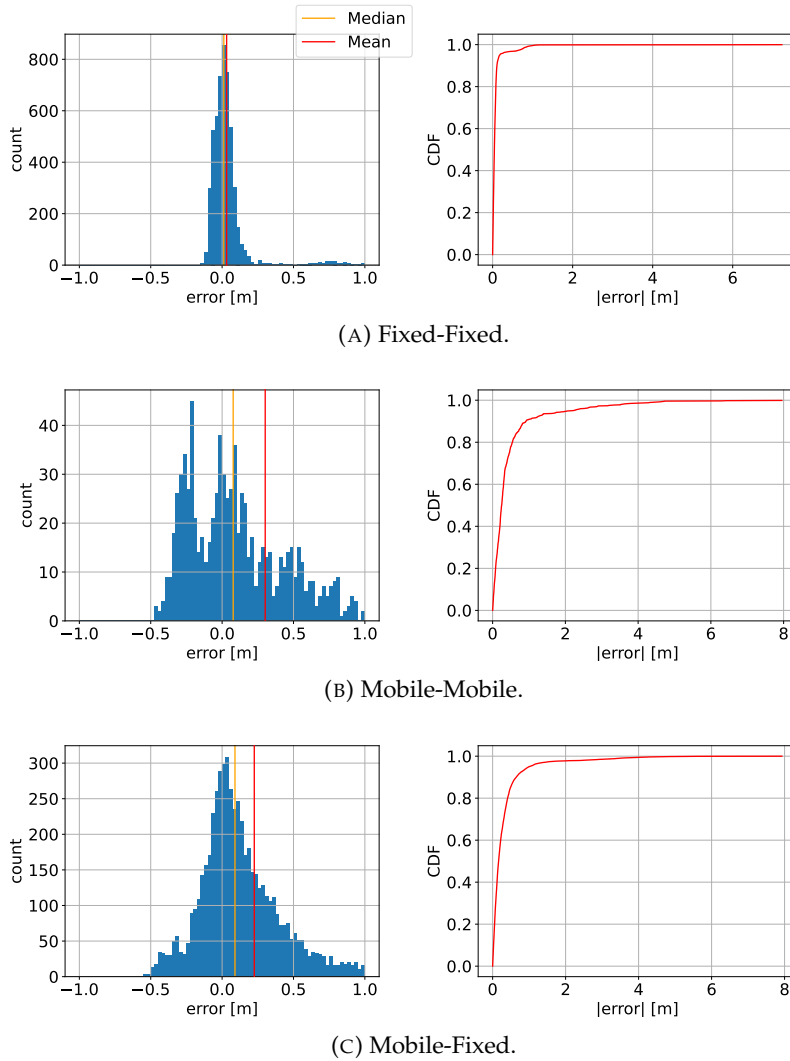 Median
Mean
800
600
400
200
0
count
−1.0 −0.5 0.0 0.5 1.0
error [m]
1.0
0.8
0.6
0.4
0.2
0.0
CDF
0 2 4 6
|error| [m]
(A) Fixed-Fixed.
40
30
20
10
0
count
−1.0 −0.5 0.0 0.5 1.0
error [m]
1.0
0.8
0.6
0.4
0.2
0.0
CDF
0 2 4 6 8
|error| [m]
(B) Mobile-Mobile.
300
250
200
150
100
50
0
count
−1.0 −0.5 0.0 0.5 1.0
error [m]
1.0
0.8
0.6
0.4
0.2
0.0
CDF
0 2 4 6 8
|error| [m]
(C) Mobile-Fixed.